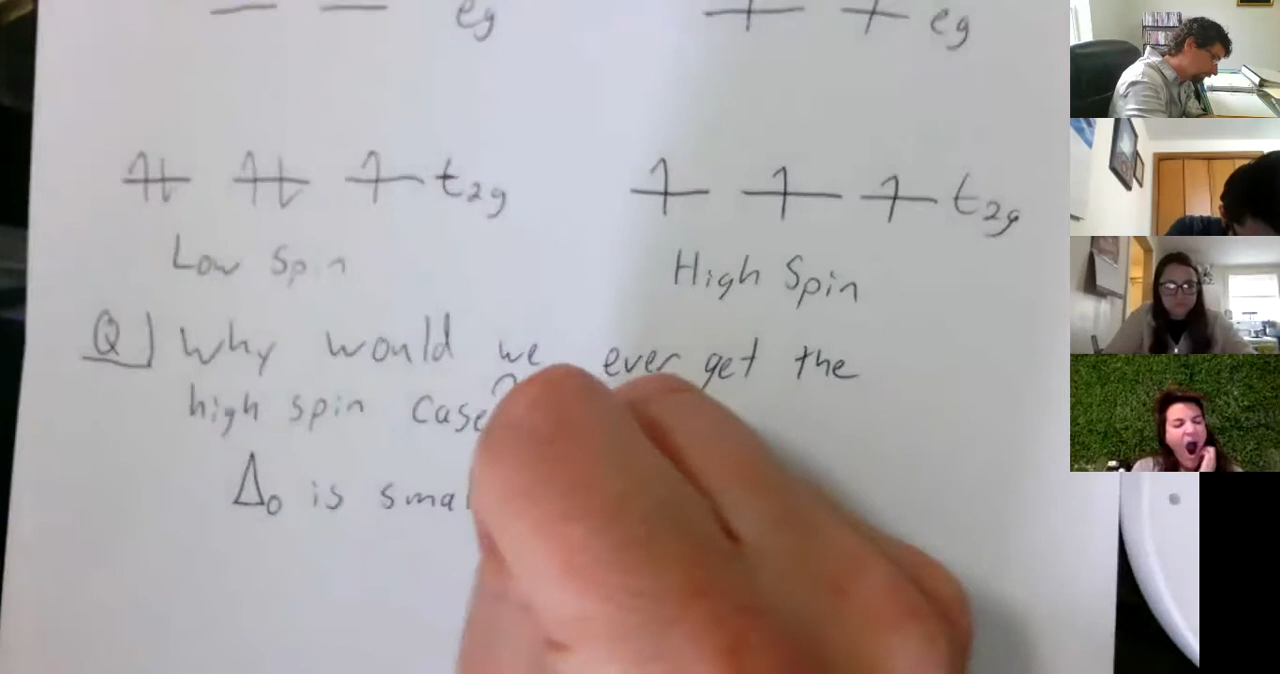 eg eg
t2g t2g
Low Spin High Spin
Q] Why would we ever get the
high spin case?
Δo is small